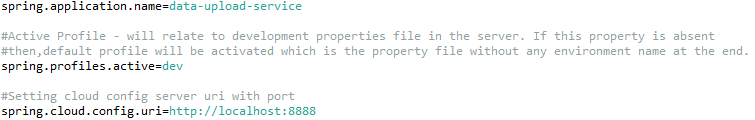 spring.application.name=data-upload-service
#Active Profile - will relate to development properties file in the server. If this property is absent
#then,default profile will be activated which is the property file without any environment name at the end.
spring.profiles.active=dev
#Setting cloud config server uri with port
spring.cloud.config.uri=http://localhost:8888